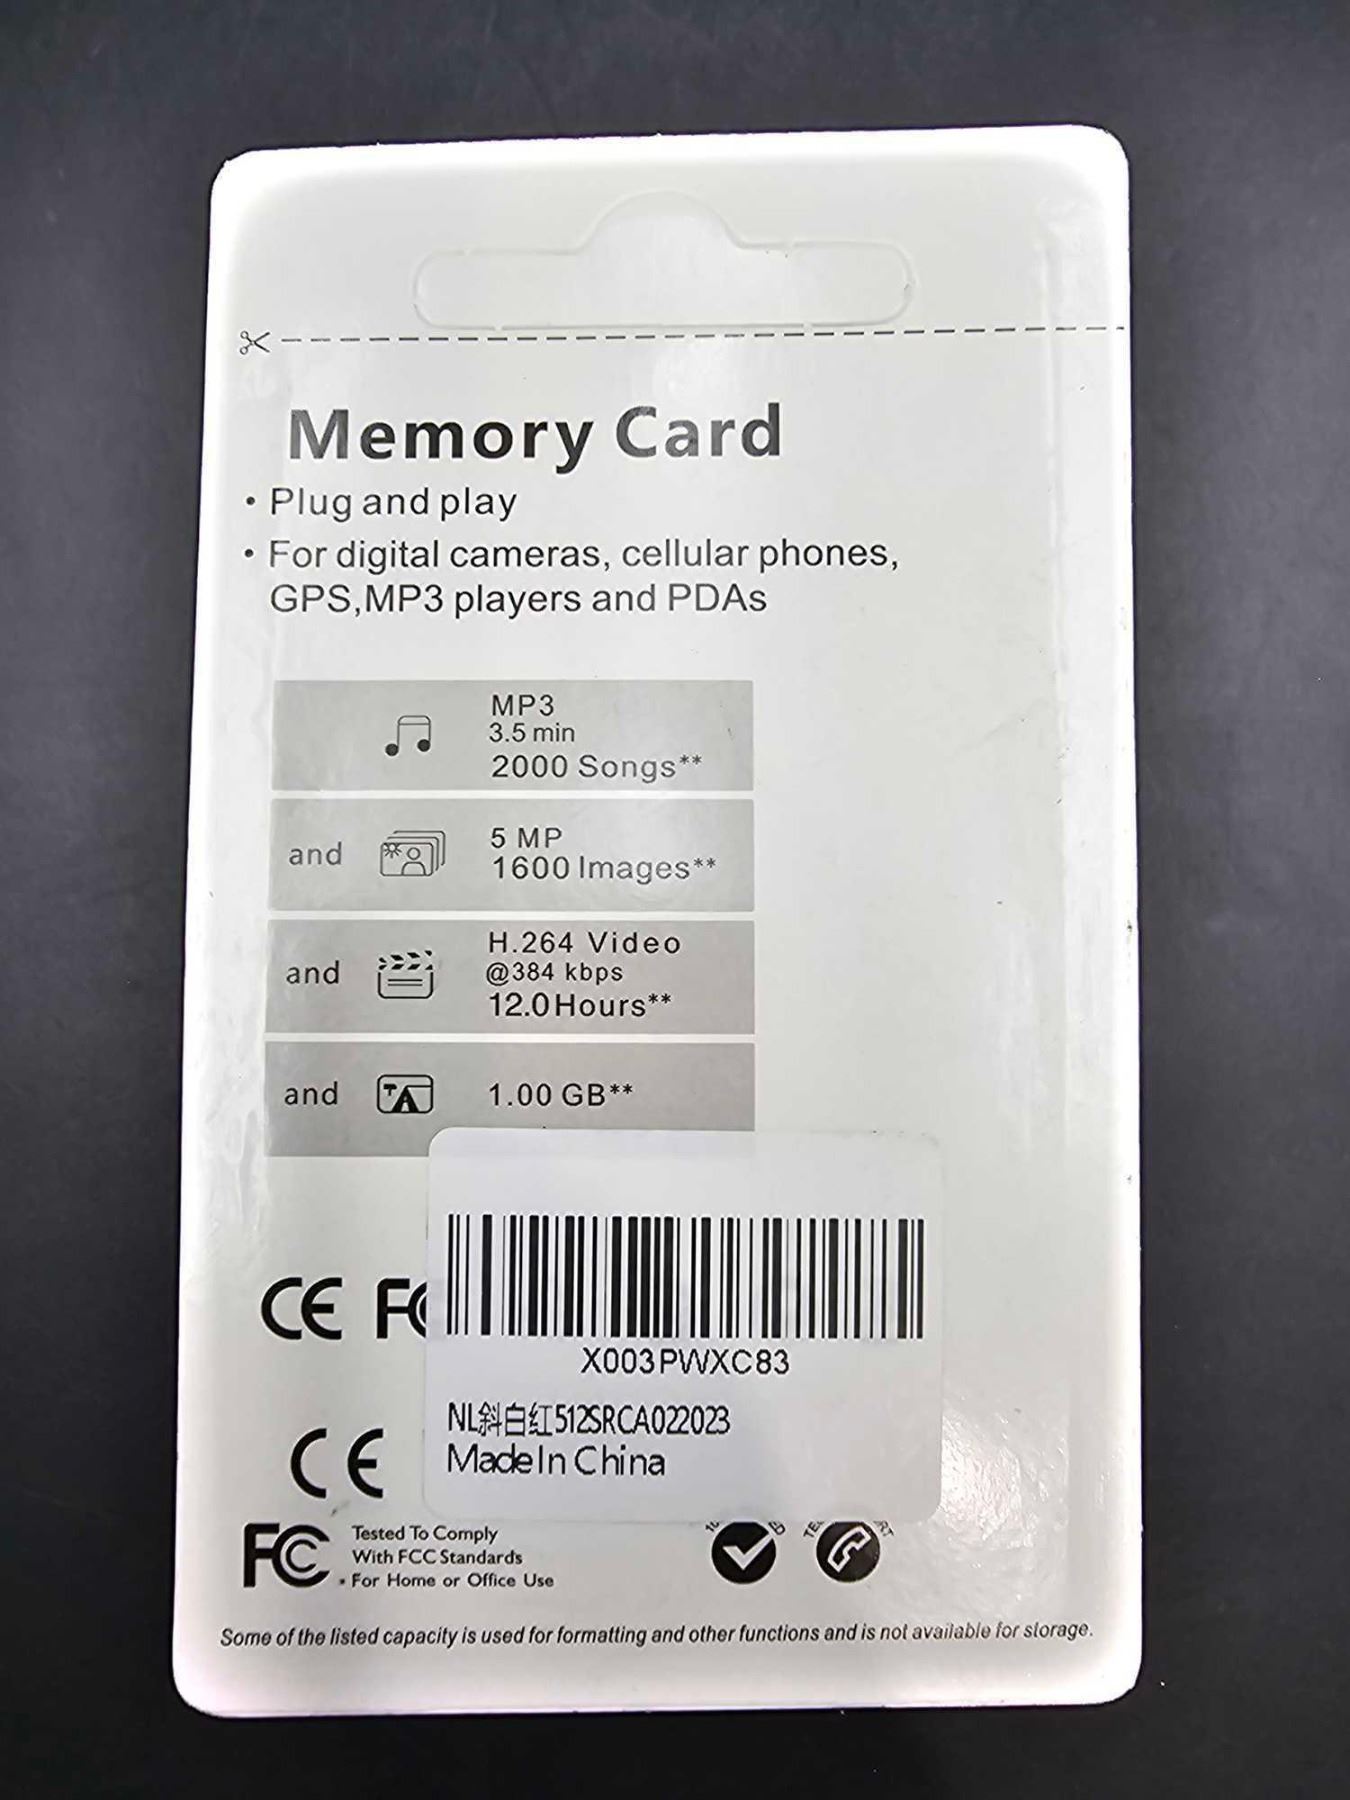 Memory Card
• Plug and play
• For digital cameras, cellular phones,
GPS,MP3 players and PDAs
MP3
3.5 min
2000 Songs**
and
5 MP
1600 Images**
and
H.264 Video
@384 kbps
12.0Hours**
and
1.00 GB**
CE FC
X003PWXC83
NL斜白红512SRCA022023
MadeIn China
CE
FC
Tested To Comply
With FCC Standards
• For Home or Office Use
Some of the listed capacity is used for formatting and other functions and is not available for storage.